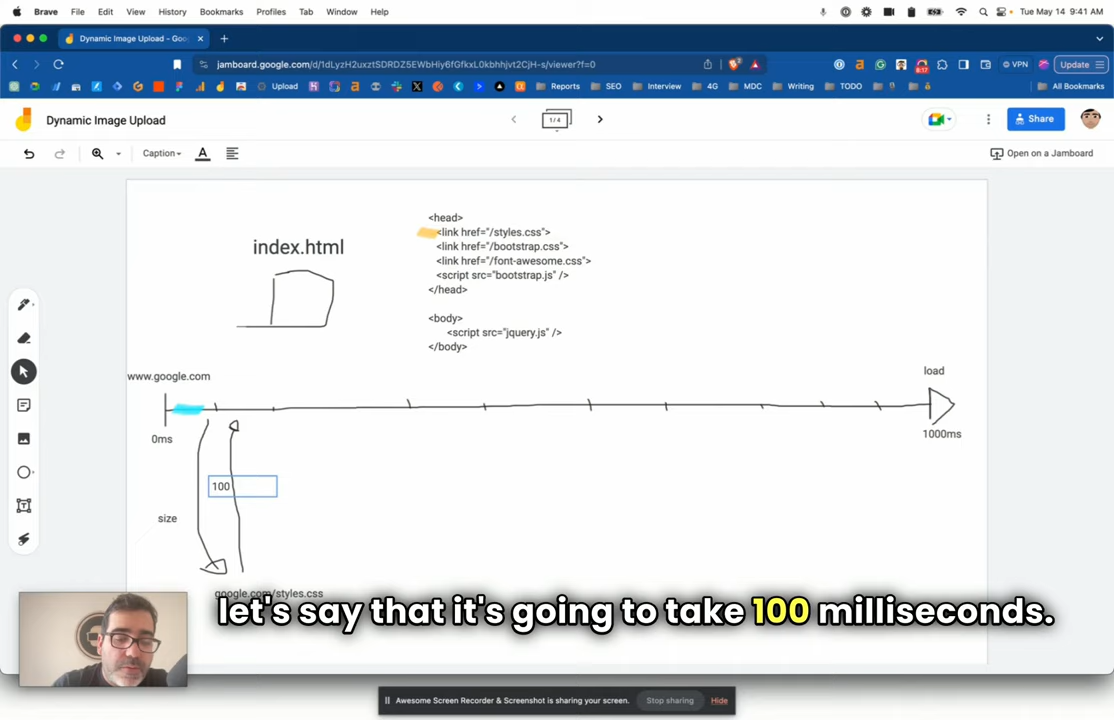 Brave File Edit View History Bookmarks Profiles Tab Window Help Tue May 14 9:41 AM
Dynamic Image Upload - Goo
jamboard.google.com/d/1dLyzH2uxztSDRDZ5EWbHiy6fGfkxL0kbhhjvt2CjH-s/viewer?f=0 VPN Update
Upload Reports SEO Interview 4G MDC Writing TODO All Bookmarks
Dynamic Image Upload 1/4 Share
Caption A Open on a Jamboard
<head>
<link href="/styles.css">
<link href="/bootstrap.css">
<link href="/font-awesome.css">
<script src="bootstrap.js" />
</head>
<body>
<script src="jquery.js" />
</body>
index.html
www.google.com
load
0ms
1000ms
100
size
google.com/styles.css
let's say that it's going to take 100 milliseconds.
Awesome Screen Recorder & Screenshot is sharing your screen. Stop sharing Hide